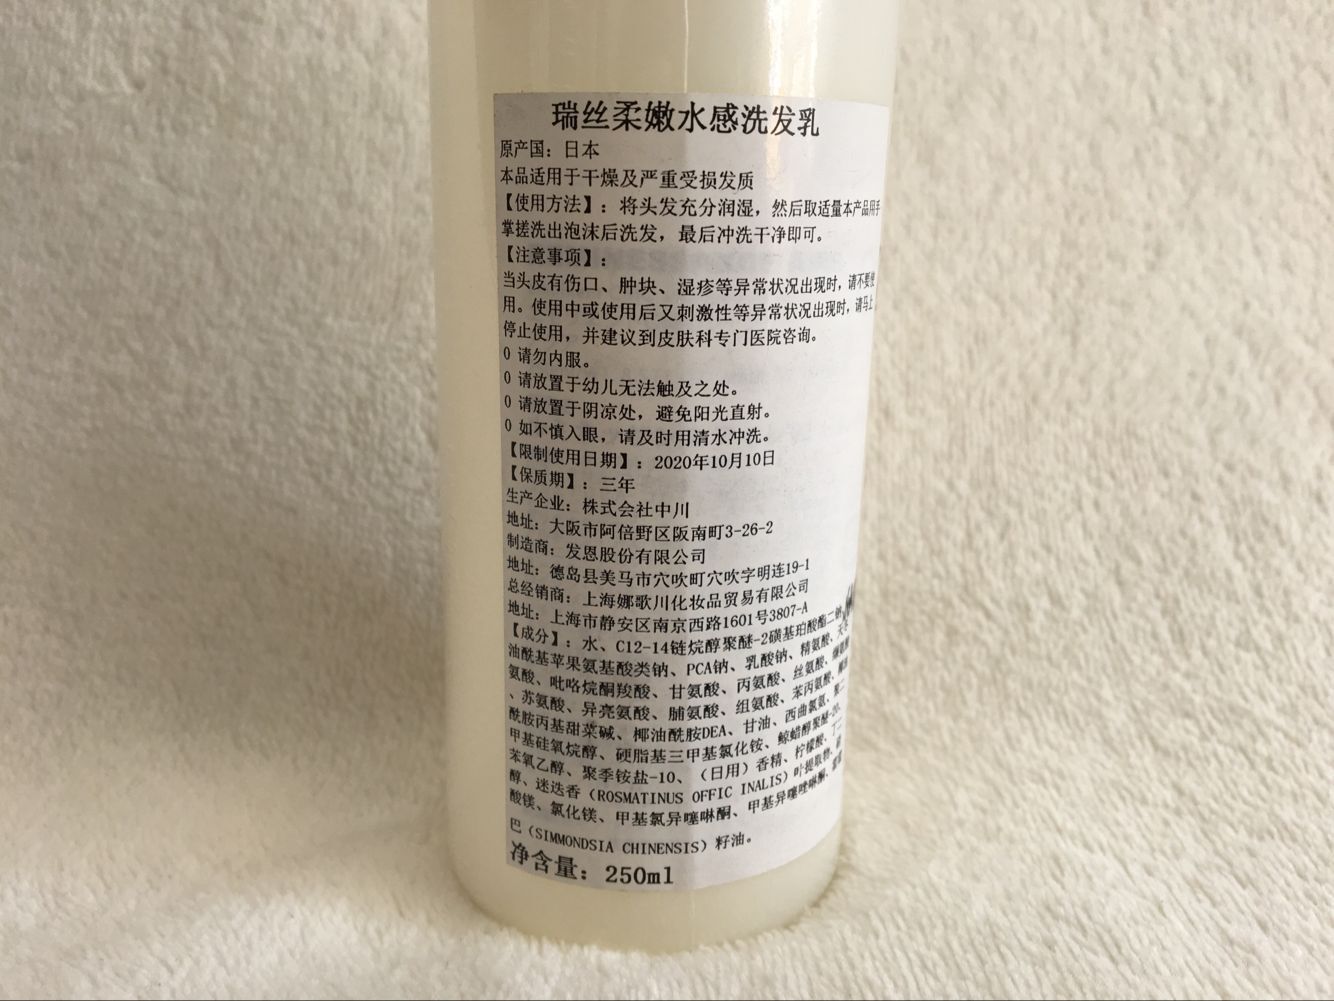 瑞丝柔嫩水感洗发乳
原产国：日本
本品适用于干燥及严重受损发质
【使用方法】：将头发充分润湿，然后取适量本产品用手
掌搓洗出泡沫后洗发，最后冲洗干净即可。
【注意事项】：
当头皮有伤口、肿块、湿疹等异常状况出现时，请不要使
用。使用中或使用后又刺激性等异常状况出现时，请马上
停止使用，并建议到皮肤科专门医院咨询。
0 请勿内服。
0 请放置于幼儿无法触及之处。
0 请放置于阴凉处，避免阳光直射。
0 如不慎入眼，请及时用清水冲洗。
【限制使用日期】：2020年10月10日
【保质期】：三年
生产企业：株式会社中川
地址：大阪市阿倍野区阪南町3-26-2
制造商：发恩股份有限公司
地址：德岛县美马市穴吹町穴吹字明连19-1
总经销商：上海娜歌川化妆品贸易有限公司
地址：上海市静安区南京西路1601号3807-A
【成分】：水、C12-14链烷醇聚醚-2磺基珀酸酯二钠
油酰基苹果氨基酸类钠、PCA钠、乳酸钠、精氨酸、
氨酸、吡咯烷酮羧酸、甘氨酸、丙氨酸、丝氨酸、
、苏氨酸、异亮氨酸、脯氨酸、组氨酸、苯丙氨酸、
酰胺丙基甜菜碱、椰油酰胺DEA、甘油、西曲氯氨、
甲基硅氧烷醇、硬脂基三甲基氯化铵、鲸蜡醇聚醚-20、
苯氧乙醇、聚季铵盐-10、（日用）香精、柠檬酸、丁二
醇、迷迭香（ROSMATINUS OFFIC INALIS）叶提取物、
酸镁、氯化镁、甲基氯异噻啉酮、甲基异噻唑啉酮、
巴（SIMMONDSIA CHINENSIS）籽油。
净含量：250ml